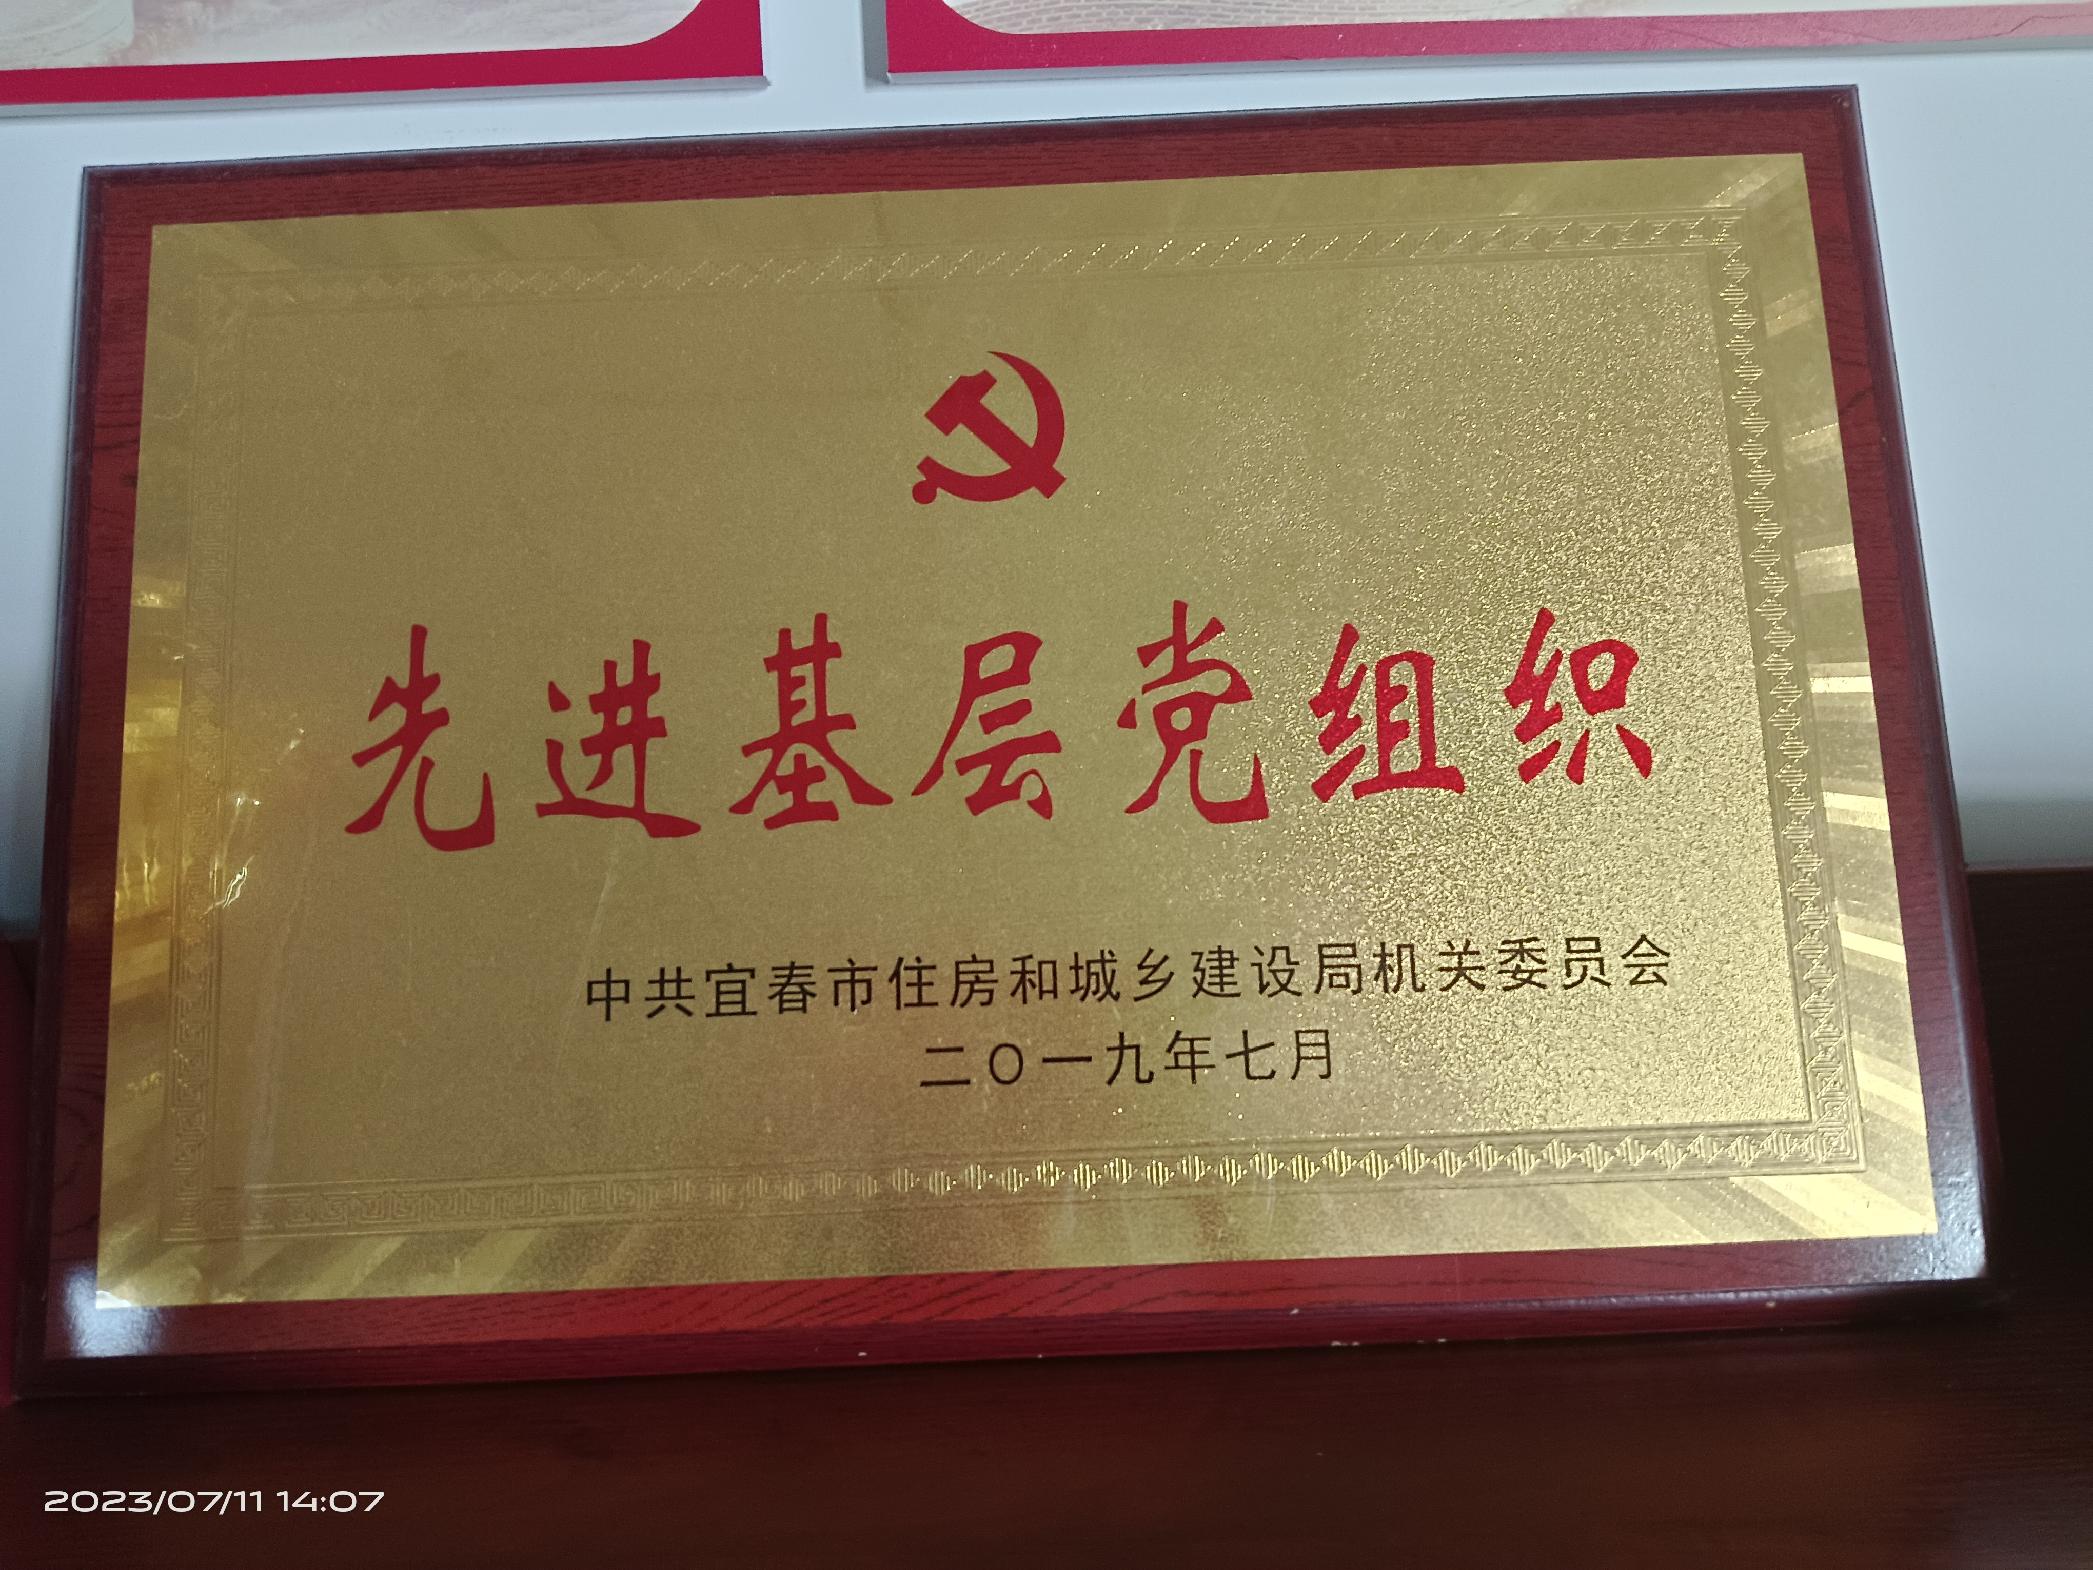 先进基层党组织
中共宜春市住房和城乡建设局机关委员会
二〇一九年七月
2023/07/11 14:07